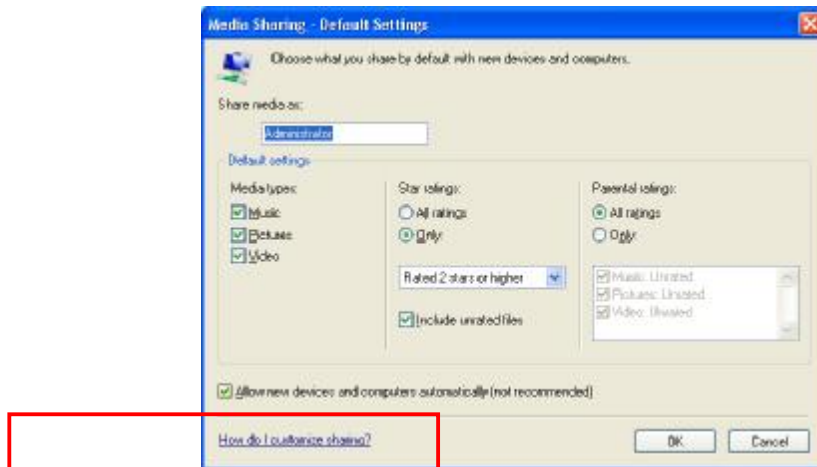 Media Sharing - Default Settings
Choose what you share by default with new devices and computers.
Share media as:
Administrator
Default settings
Media types:
Music
Pictures
Video
Star ratings:
All ratings
Only:
Rated 2 stars or higher
Include unrated files
Parental ratings:
All ratings
Only:
Music: Unrated
Pictures: Unrated
Video: Unrated
Allow new devices and computers automatically (not recommended)
How do I customize sharing?
OK
Cancel